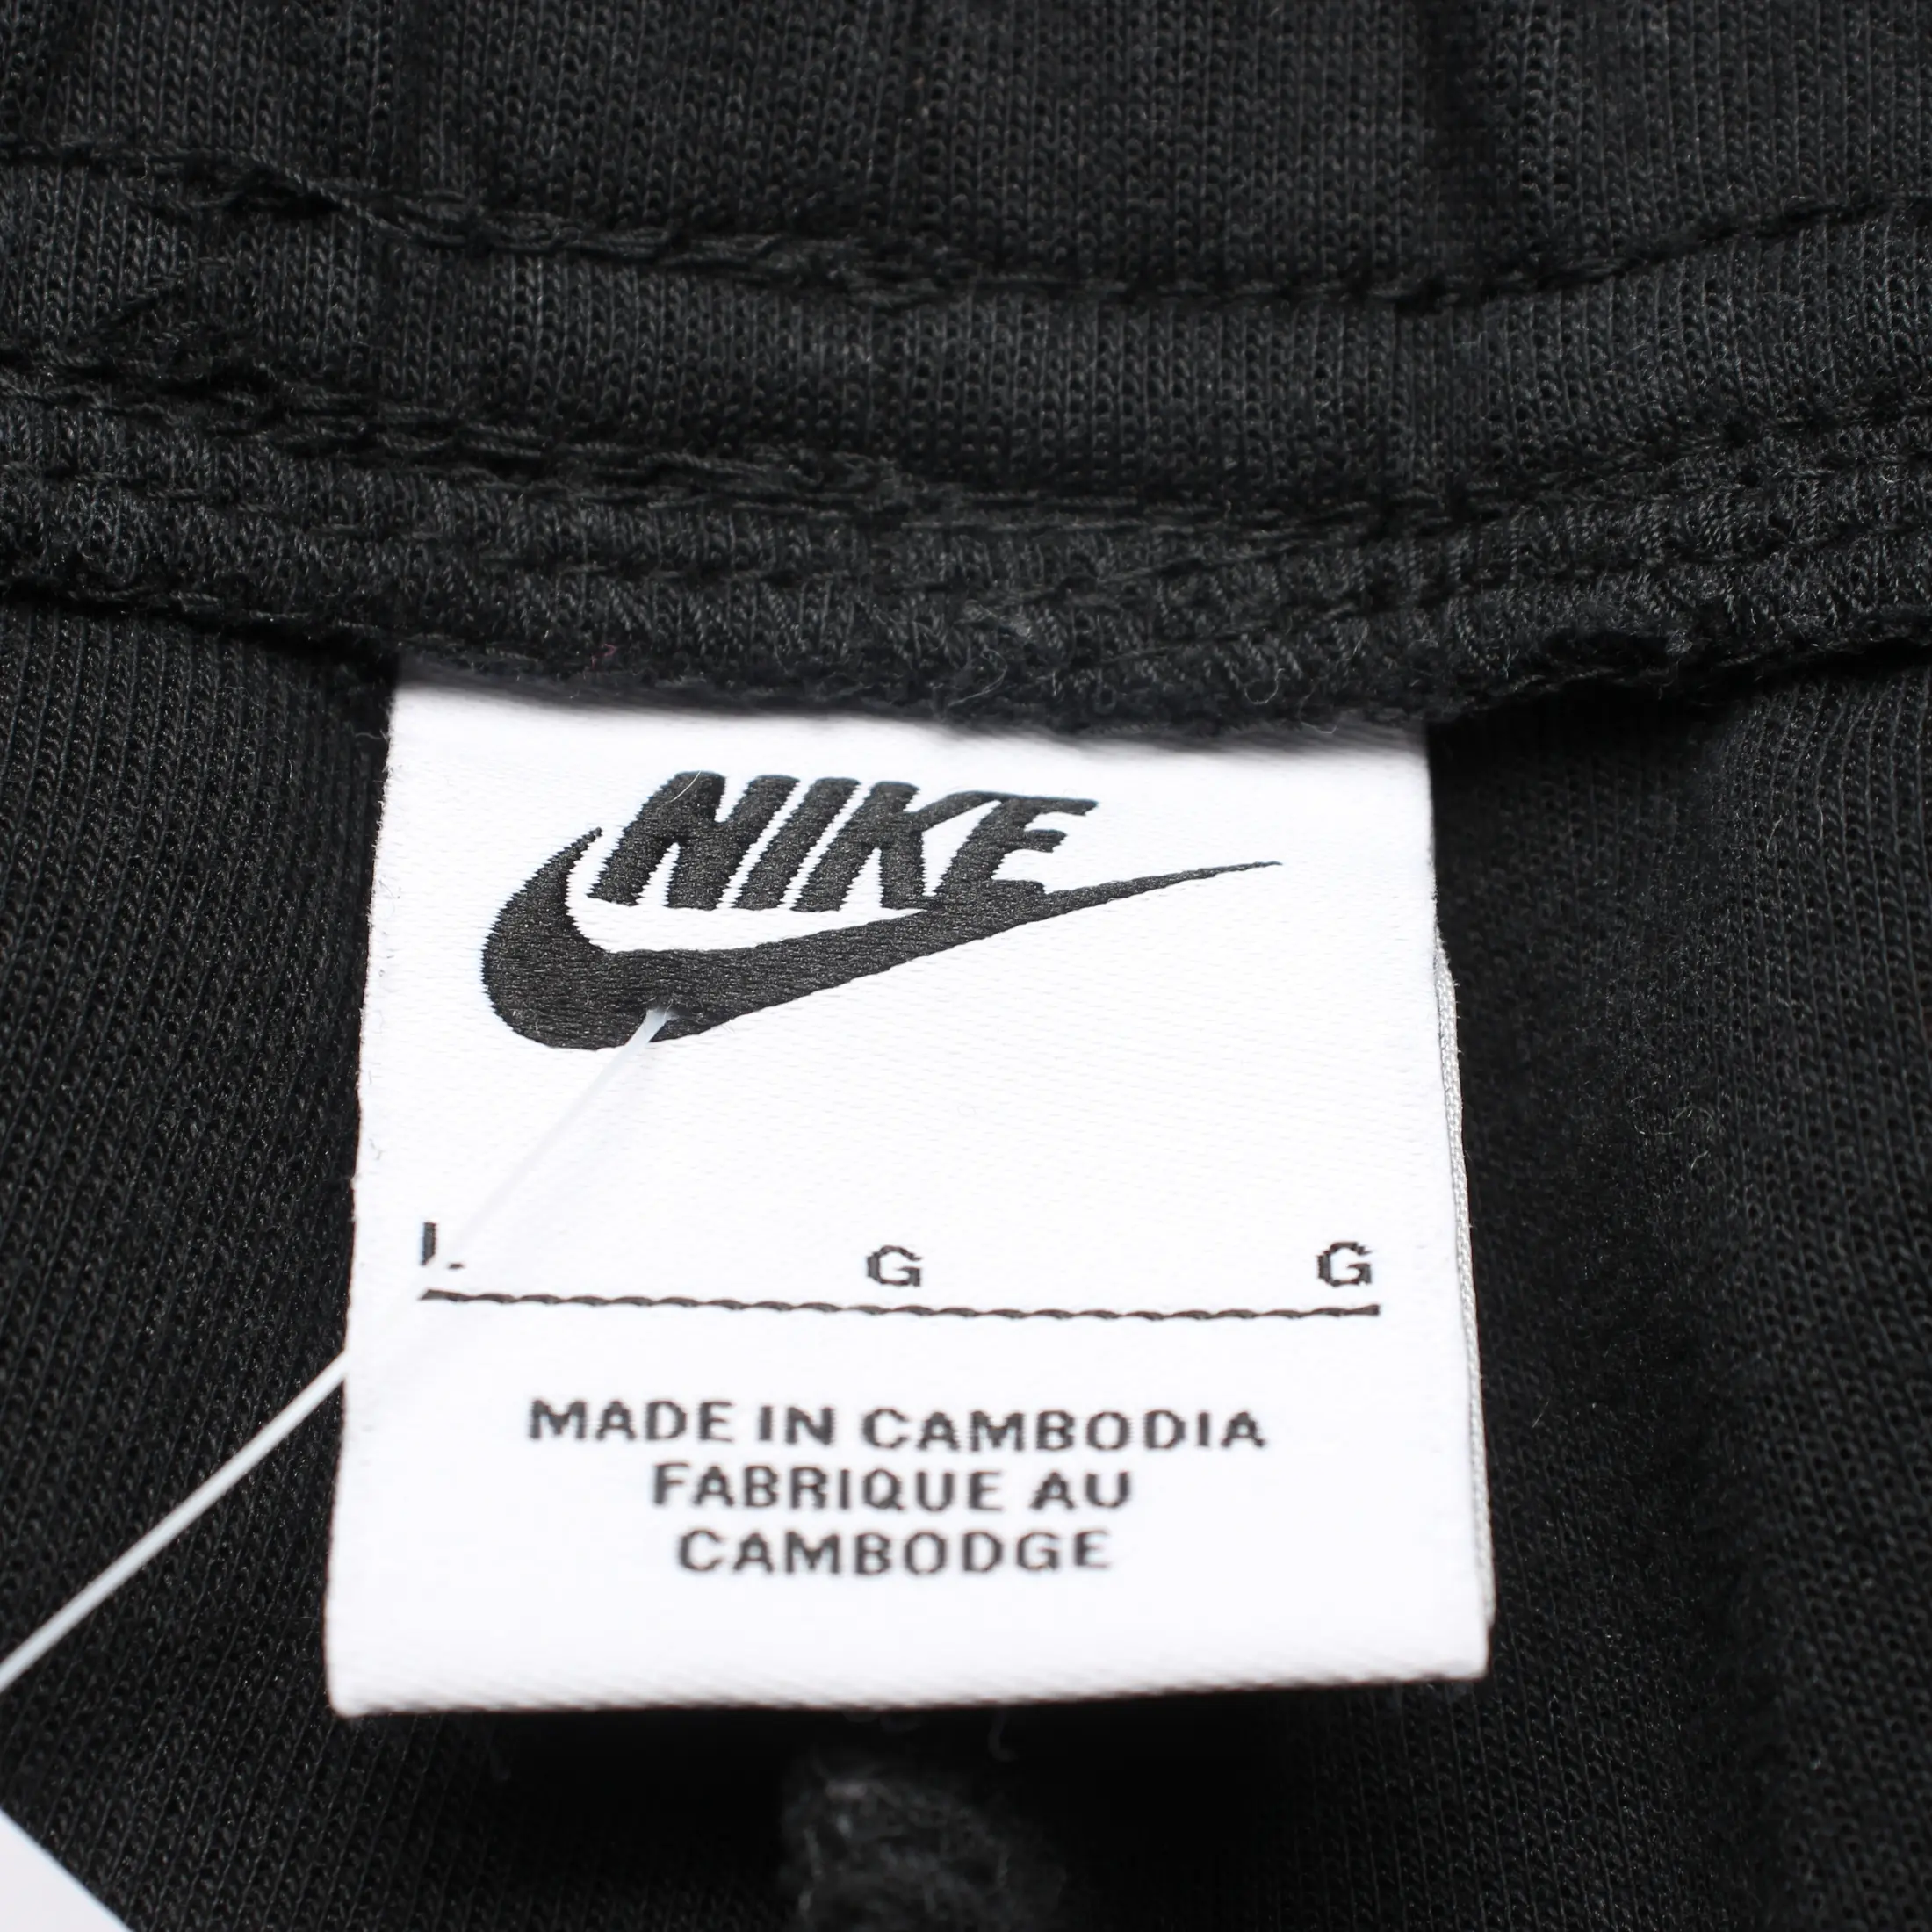 NIKE
L G G
MADE IN CAMBODIA
FABRIQUE AU
CAMBODGE